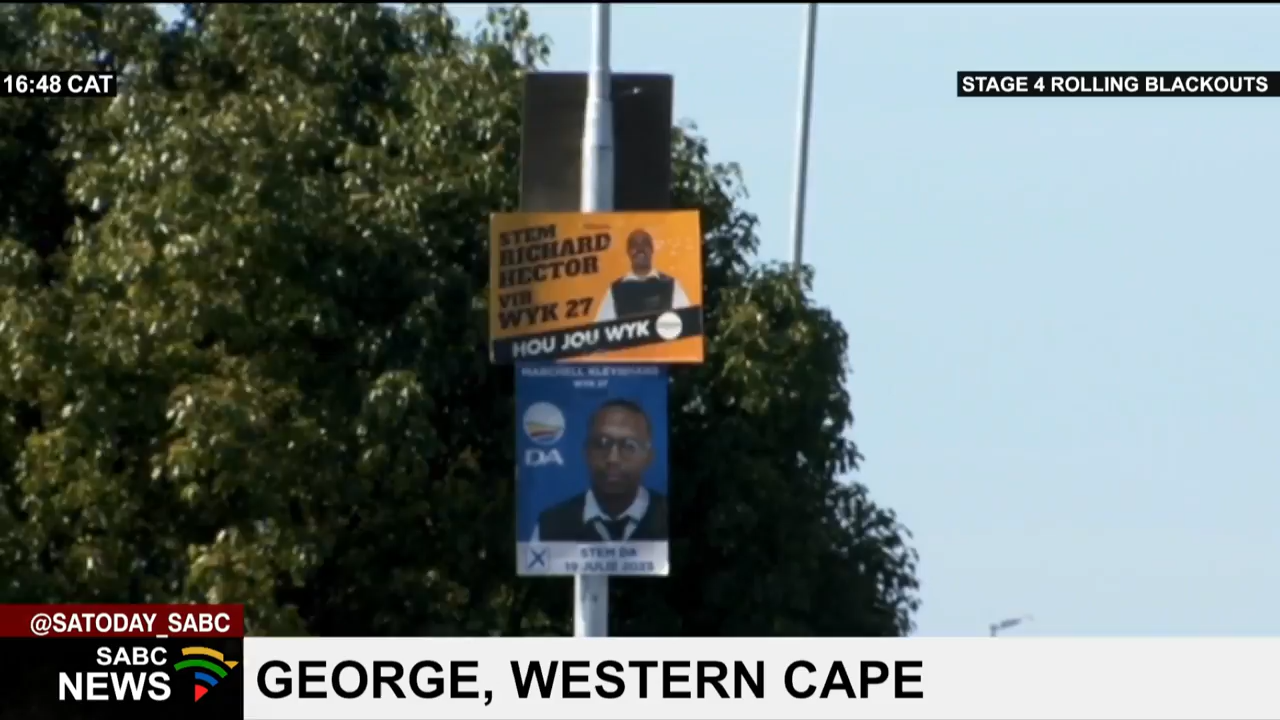 16:48 CAT
STAGE 4 ROLLING BLACKOUTS
STEM
RICHARD
HECTOR
VIR
WYK 27
HOU JOU WYK
WYK 27
DA
STEM DA
19 JULIE 2023
@SATODAY_SABC
SABC
NEWS
GEORGE, WESTERN CAPE